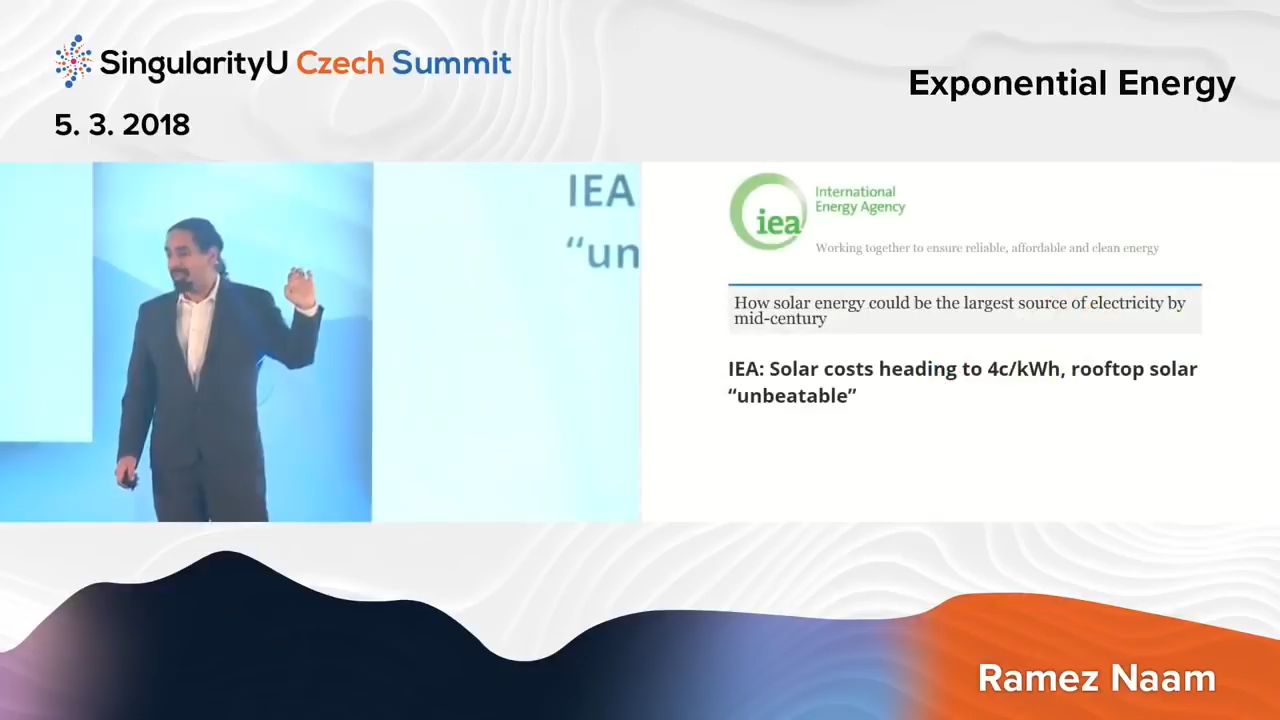 SingularityU Czech Summit
5. 3. 2018
Exponential Energy
IEA
“un
iea
International
Energy Agency
Working together to ensure reliable, affordable and clean energy
How solar energy could be the largest source of electricity by
mid-century
IEA: Solar costs heading to 4c/kWh, rooftop solar
“unbeatable”
Ramez Naam